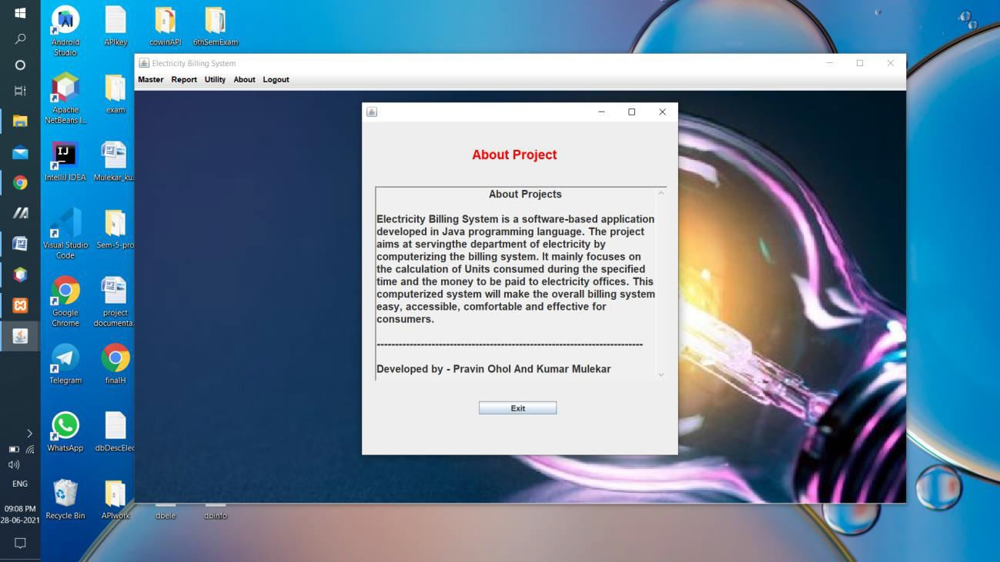 Android
Studio
APIkey
cowinAPI
6thSemExam
Electricity Billing System
Master Report Utility About Logout
Apache
NetBeans I...
exam
IntelliJ IDEA
Mulekar_ku.
Visual Studio
Code
Sem-5-pro
Google
Chrome
project
documenta.
Telegram
finalH
WhatsApp
dbDescElec
Recycle Bin
APIwork
dbele
dbinfo
About Project
About Projects
Electricity Billing System is a software-based application
developed in Java programming language. The project
aims at servingthe department of electricity by
computerizing the billing system. It mainly focuses on
the calculation of Units consumed during the specified
time and the money to be paid to electricity offices. This
computerized system will make the overall billing system
easy, accessible, comfortable and effective for
consumers.
--------------------------------------------------------------------------
Developed by - Pravin Ohol And Kumar Mulekar
Exit
ENG
09:08 PM
28-06-2021